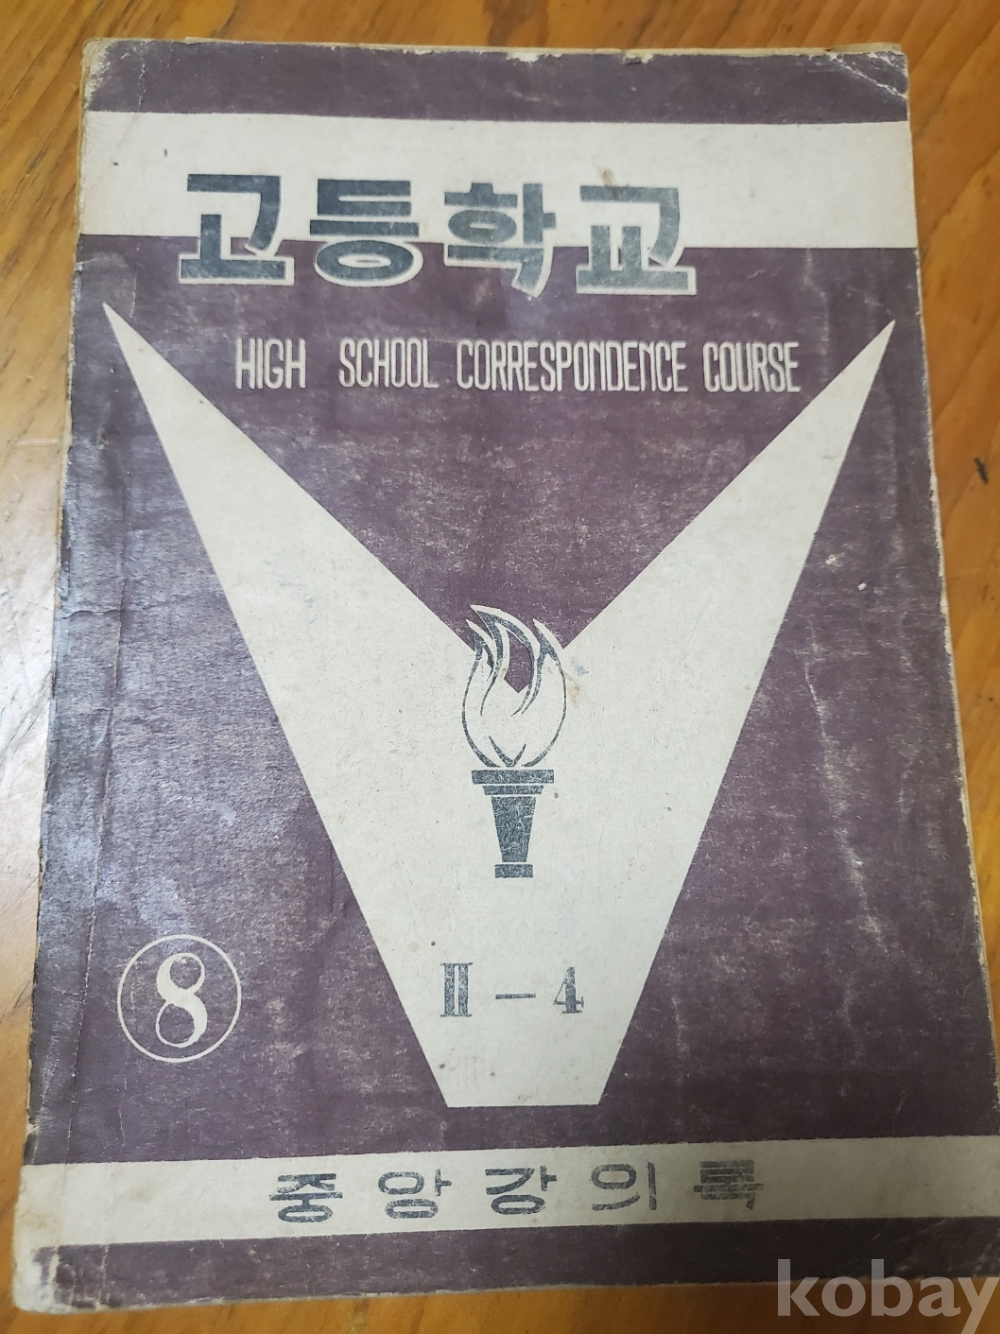 고등학교
HIGH SCHOOL CORRESPONDENCE COURSE
8
II-4
중앙강의록
kobay